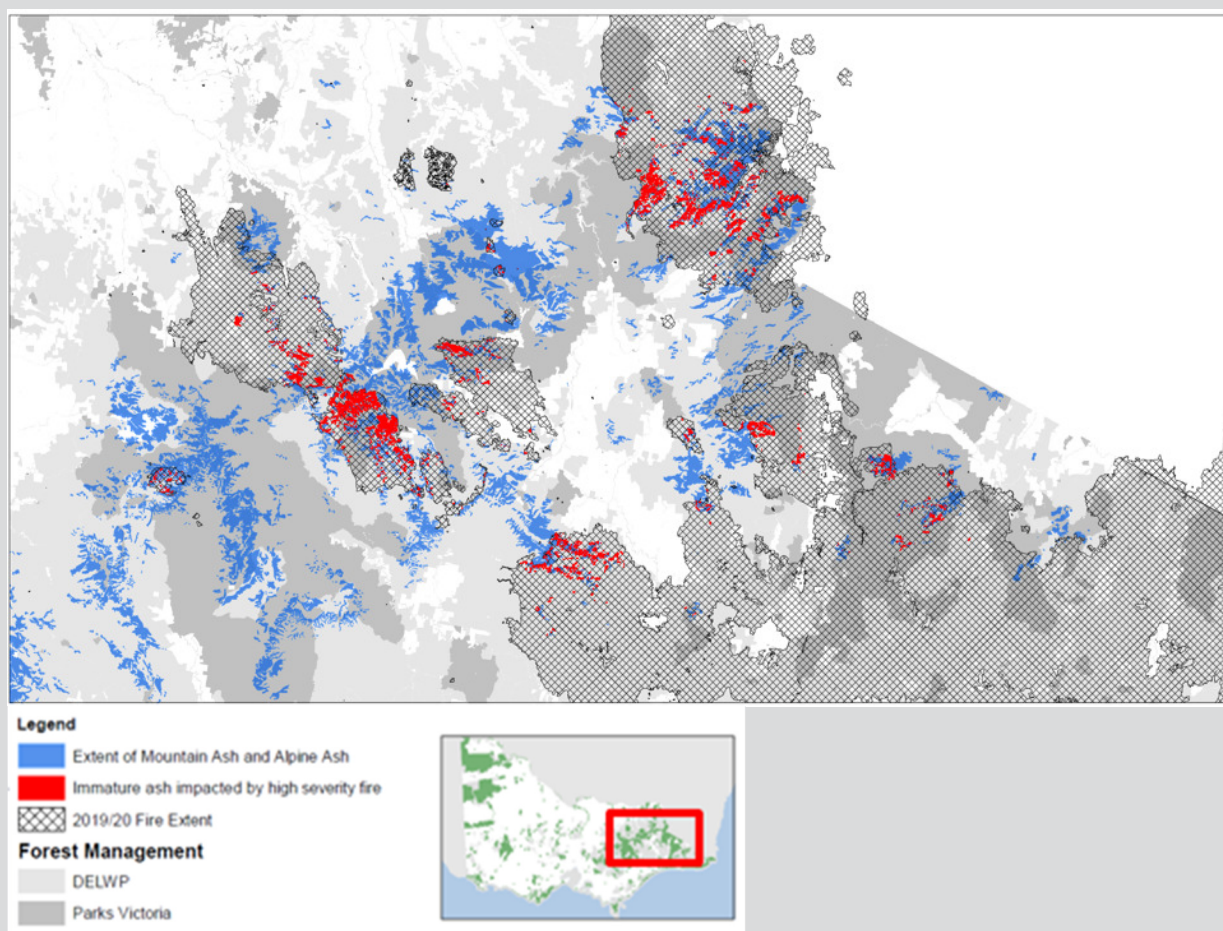 Legend
Extent of Mountain Ash and Alpine Ash
Immature ash impacted by high severity fire
2019/20 Fire Extent
Forest Management
DELWP
Parks Victoria